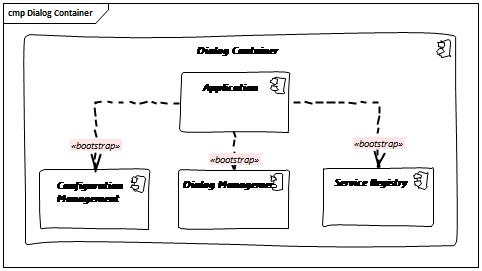 cmp Dialog Container
Dialog Container
Application
«bootstrap»
«bootstrap»
«bootstrap»
Configuration
Management
Dialog Management
Service Registry